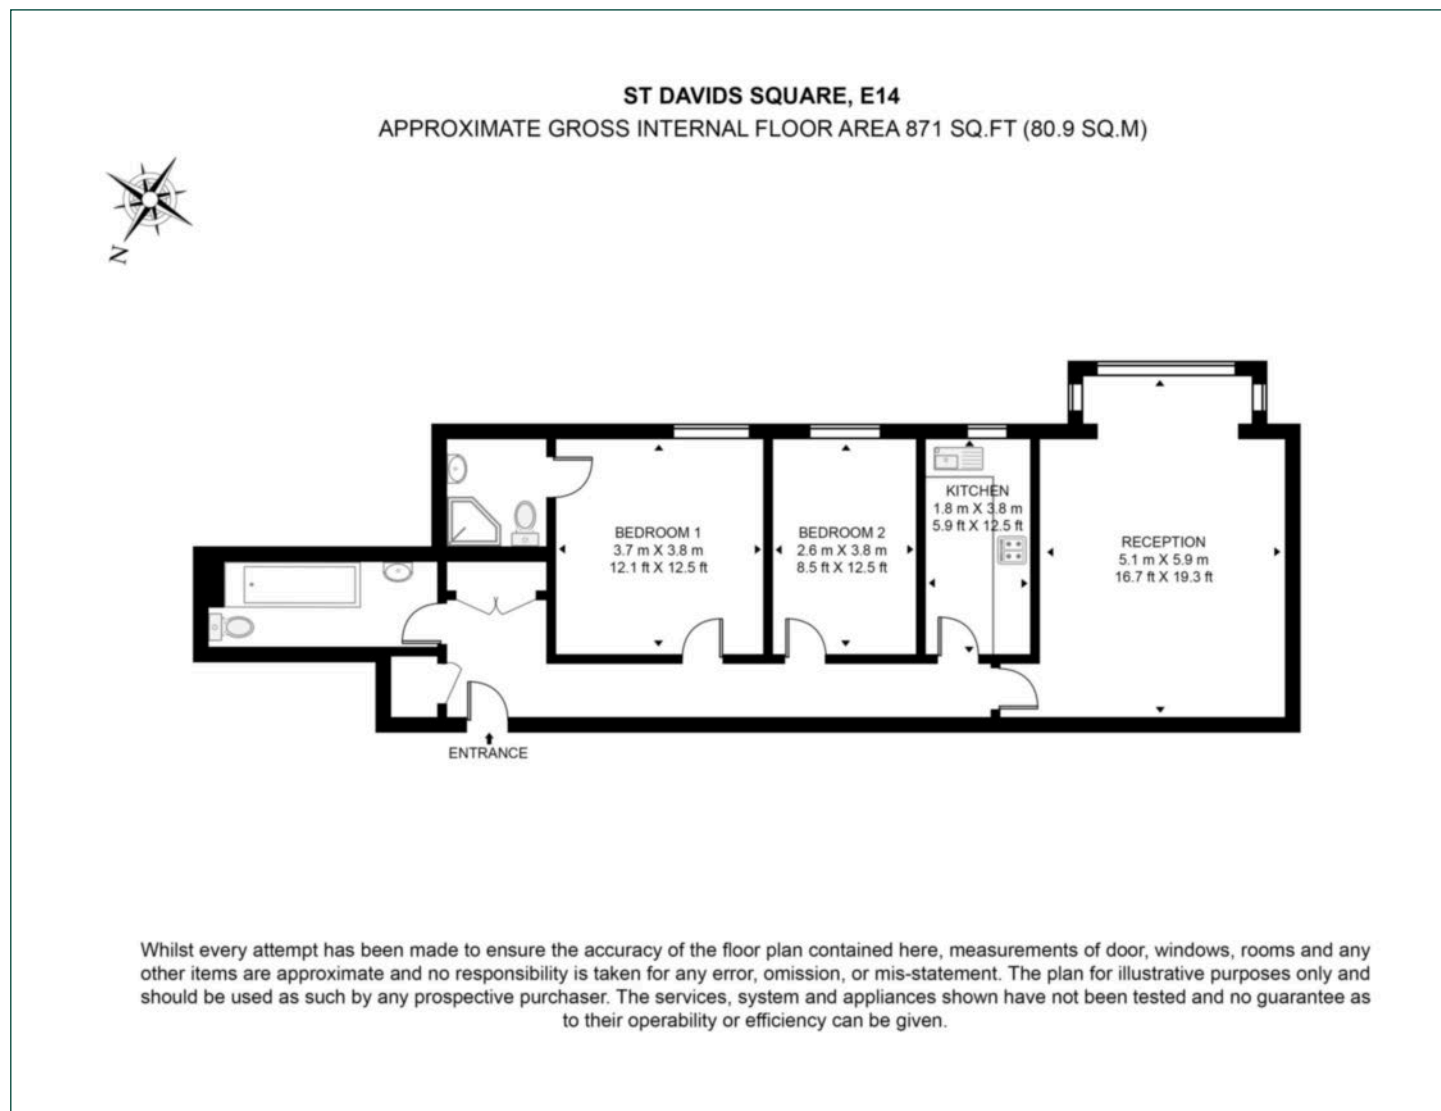 ST DAVIDS SQUARE, E14
APPROXIMATE GROSS INTERNAL FLOOR AREA 871 SQ.FT (80.9 SQ.M)
N
KITCHEN
1.8 m X 3.8 m
5.9 ft X 12.5 ft
BEDROOM 1
3.7 m X 3.8 m
12.1 ft X 12.5 ft
BEDROOM 2
2.6 m X 3.8 m
8.5 ft X 12.5 ft
RECEPTION
5.1 m X 5.9 m
16.7 ft X 19.3 ft
ENTRANCE
Whilst every attempt has been made to ensure the accuracy of the floor plan contained here, measurements of door, windows, rooms and any
other items are approximate and no responsibility is taken for any error, omission, or mis-statement. The plan for illustrative purposes only and
should be used as such by any prospective purchaser. The services, system and appliances shown have not been tested and no guarantee as
to their operability or efficiency can be given.